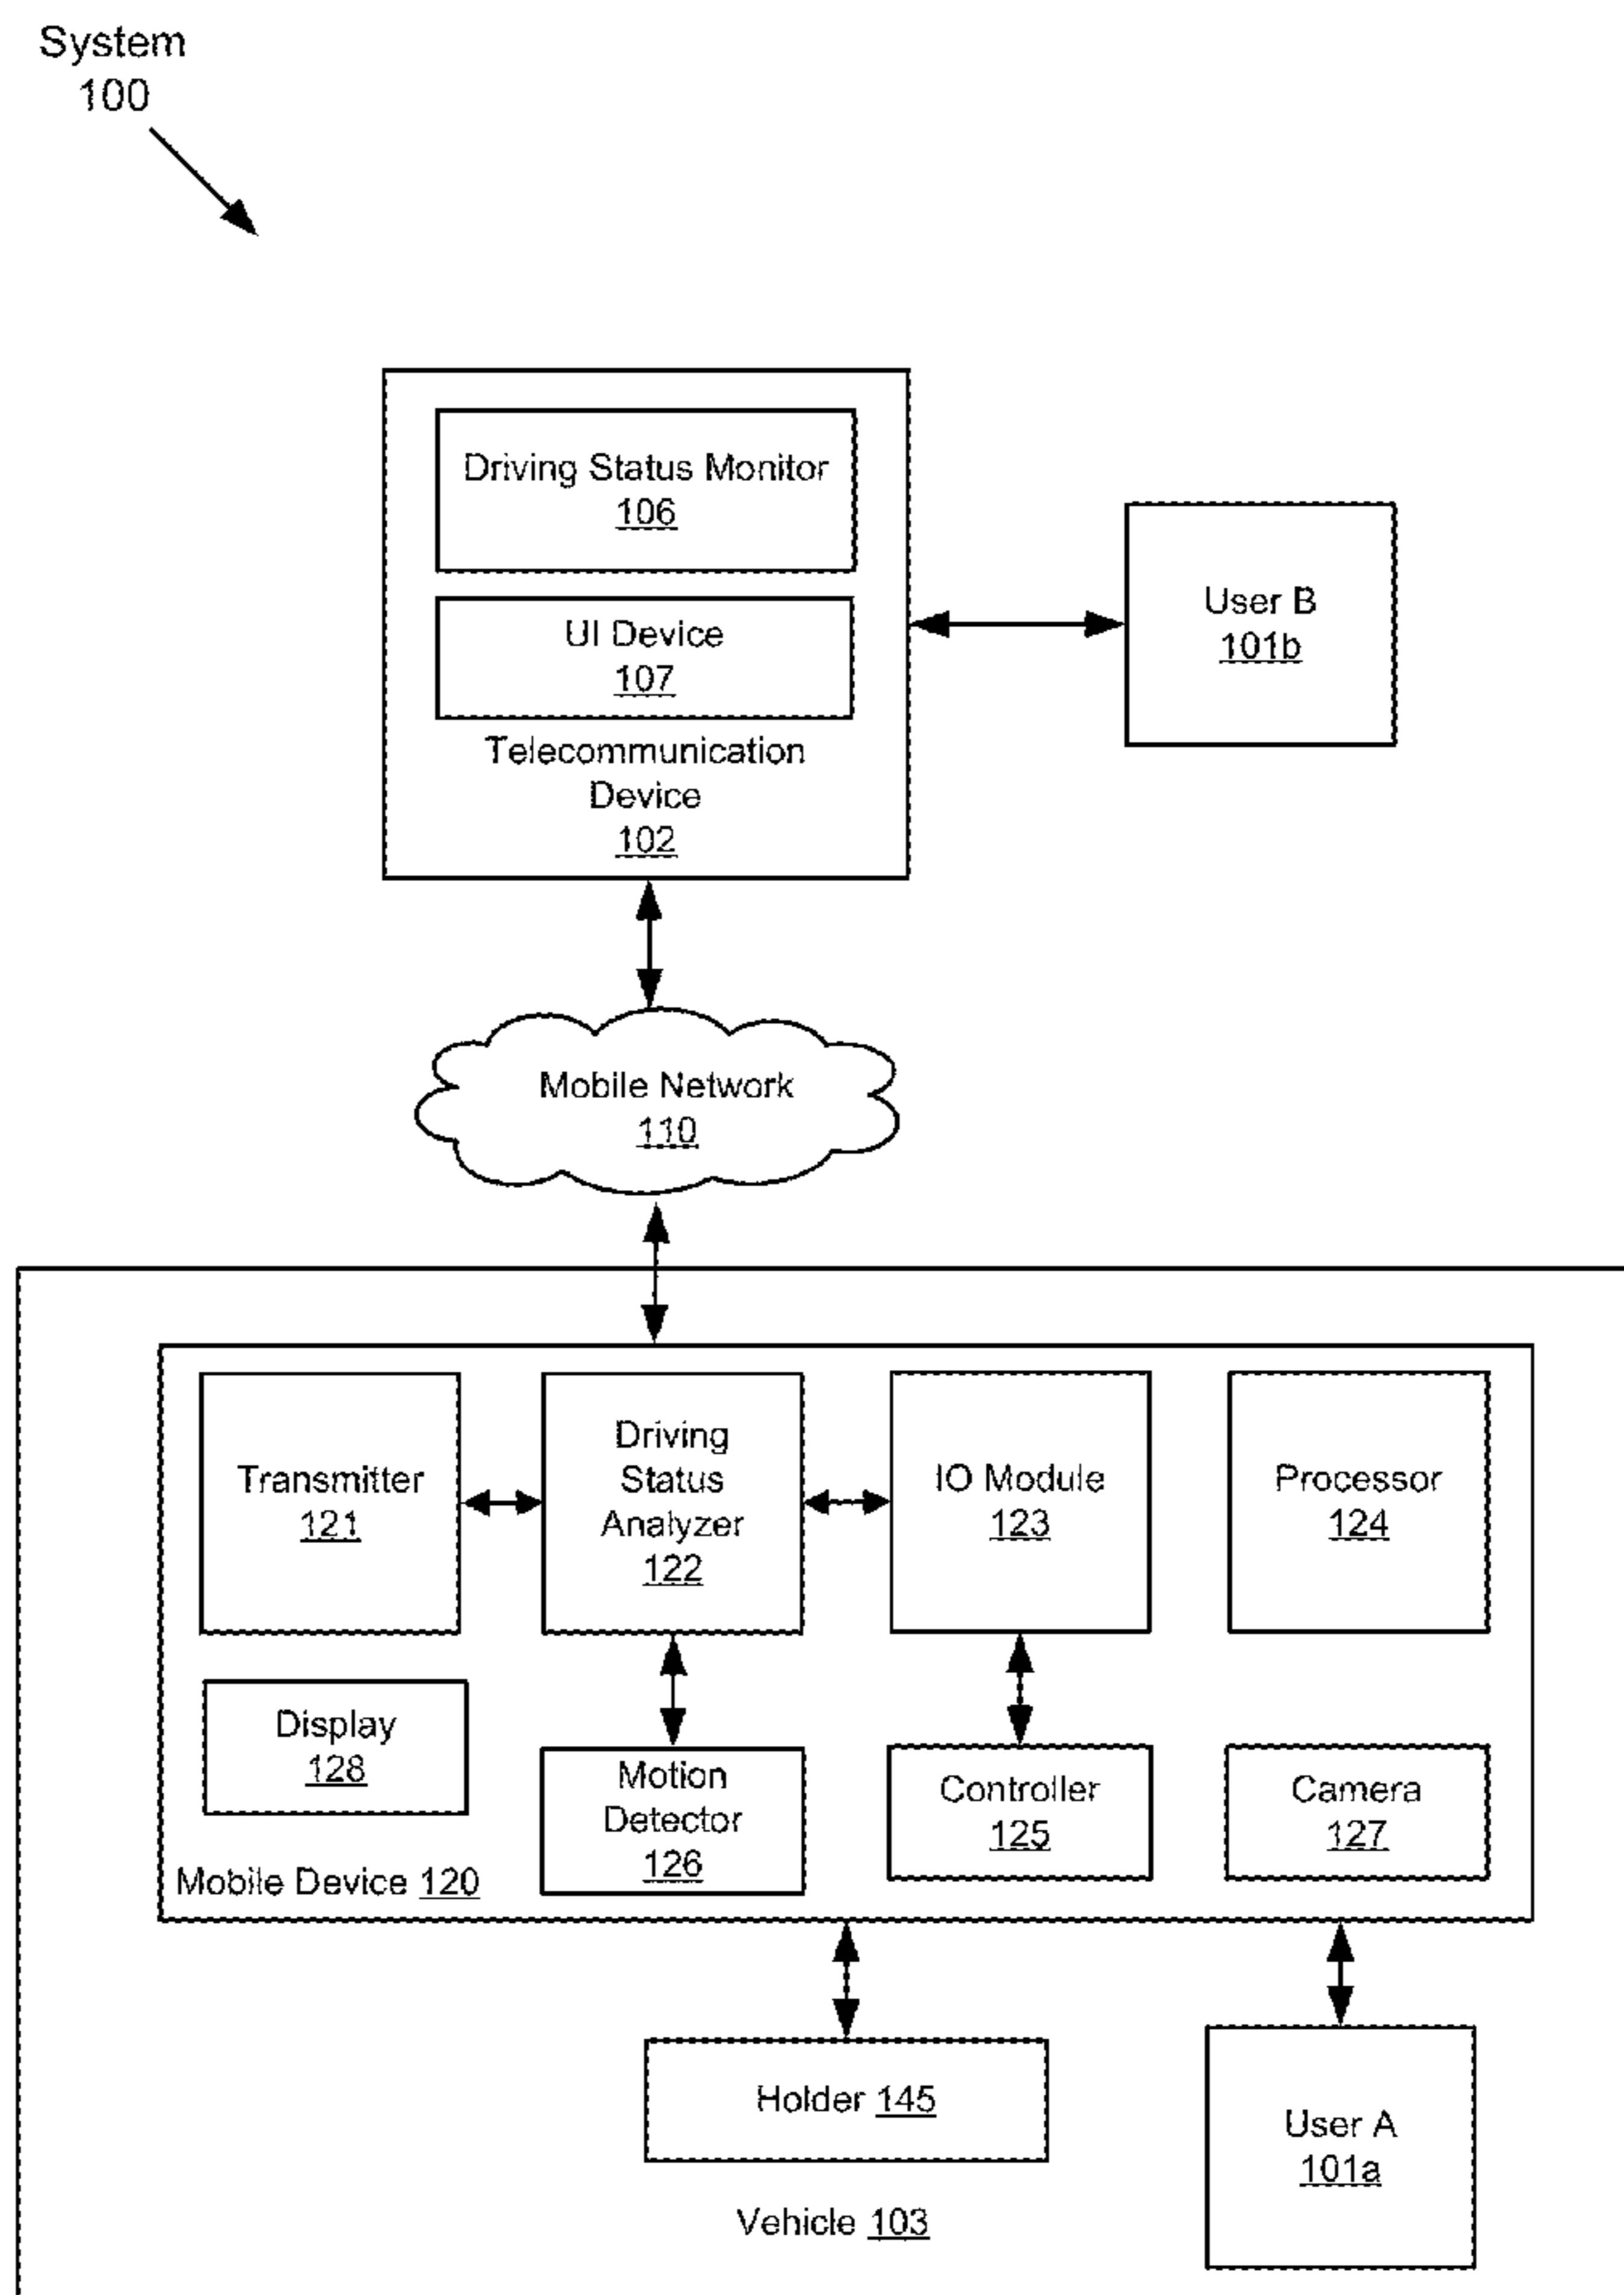 System
100
Driving Status Monitor
106
UI Device
107
Telecommunication
Device
102
User B
101b
Mobile Network
110
Transmitter
121
Driving
Status
Analyzer
122
IO Module
123
Processor
124
Display
128
Motion
Detector
126
Controller
125
Camera
127
Mobile Device 120
Holder 145
User A
101a
Vehicle 103